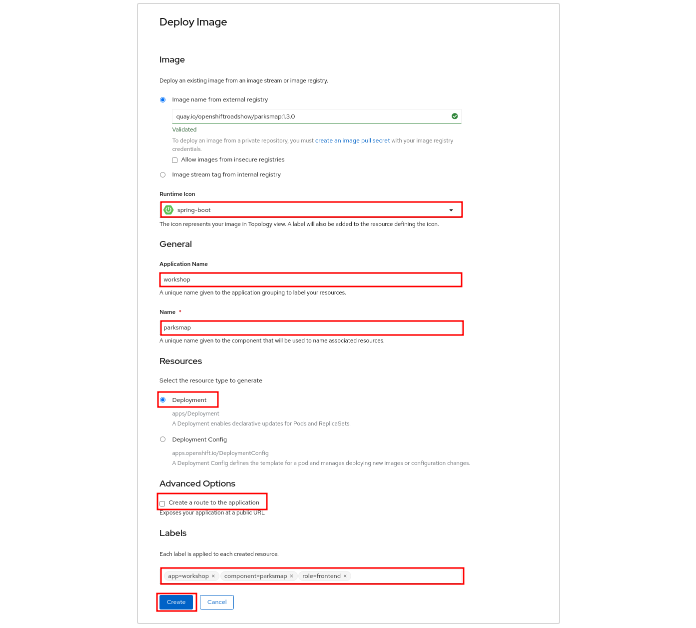 Deploy Image
Image
Deploy an existing image from an image stream or image registry.
Image name from external registry
quay.io/openshiftroadshow/parksmap:1.3.0
Validated
To deploy an image from a private repository, you must create an image pull secret with your image registry
credentials.
Allow images from insecure registries
Image stream tag from internal registry
Runtime Icon
spring-boot
The icon represents your image in Topology view. A label will also be added to the resource defining the icon.
General
Application Name
workshop
A unique name given to the application grouping to label your resources.
Name *
parksmap
A unique name given to the component that will be used to name associated resources.
Resources
Select the resource type to generate
Deployment
apps/Deployment
A Deployment enables declarative updates for Pods and ReplicaSets.
Deployment Config
apps.openshift.io/DeploymentConfig
A Deployment Config defines the template for a pod and manages deploying new images or configuration changes.
Advanced Options
Create a route to the application
Exposes your application at a public URL
Labels
Each label is applied to each created resource.
app=workshop × component=parksmap × role=frontend ×
Create Cancel